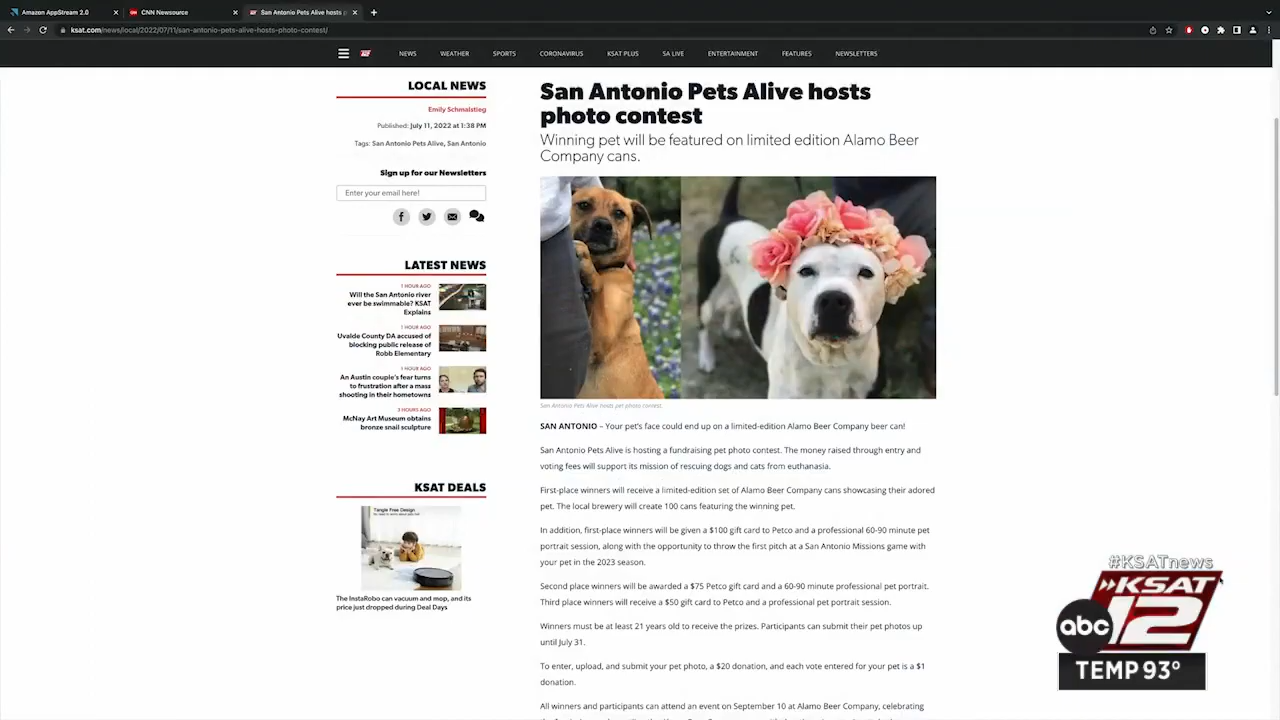 Amazon AppStream 2.0
CNN Newsource
San Antonio Pets Alive hosts p
ksat.com/news/local/2022/07/11/san-antonio-pets-alive-hosts-photo-contest/
NEWS WEATHER SPORTS CORONAVIRUS KSAT PLUS SA LIVE ENTERTAINMENT FEATURES NEWSLETTERS
LOCAL NEWS
Emily Schmalstieg
Published: July 11, 2022 at 1:38 PM
Tags: San Antonio Pets Alive, San Antonio
Sign up for our Newsletters
Enter your email here!
LATEST NEWS
1 HOUR AGO
Will the San Antonio river
ever be swimmable? KSAT
Explains
1 HOUR AGO
Uvalde County DA accused of
blocking public release of
Robb Elementary
1 HOUR AGO
An Austin couple's fear turns
to frustration after a mass
shooting in their hometowns
3 HOURS AGO
McNay Art Museum obtains
bronze snail sculpture
KSAT DEALS
Tangle Free Design
The InstaRobo can vacuum and mop, and its
price just dropped during Deal Days
San Antonio Pets Alive hosts
photo contest
Winning pet will be featured on limited edition Alamo Beer
Company cans.
San Antonio Pets Alive hosts pet photo contest.
SAN ANTONIO – Your pet's face could end up on a limited-edition Alamo Beer Company beer can!
San Antonio Pets Alive is hosting a fundraising pet photo contest. The money raised through entry and
voting fees will support its mission of rescuing dogs and cats from euthanasia.
First-place winners will receive a limited-edition set of Alamo Beer Company cans showcasing their adored
pet. The local brewery will create 100 cans featuring the winning pet.
In addition, first-place winners will be given a $100 gift card to Petco and a professional 60-90 minute pet
portrait session, along with the opportunity to throw the first pitch at a San Antonio Missions game with
your pet in the 2023 season.
Second place winners will be awarded a $75 Petco gift card and a 60-90 minute professional pet portrait.
Third place winners will receive a $50 gift card to Petco and a professional pet portrait session.
Winners must be at least 21 years old to receive the prizes. Participants can submit their pet photos up
until July 31.
To enter, upload, and submit your pet photo, a $20 donation, and each vote entered for your pet is a $1
donation.
All winners and participants can attend an event on September 10 at Alamo Beer Company, celebrating
#KSATnews
KSAT
abc 12
TEMP 93°